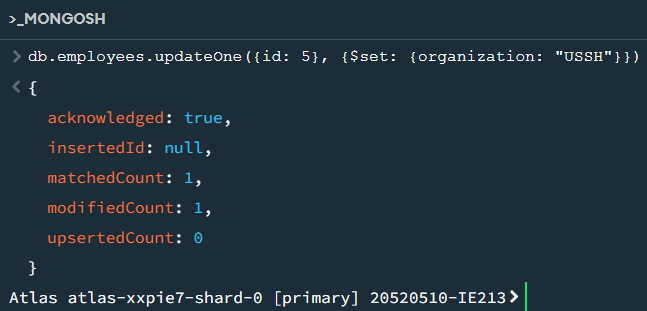 >_MONGOSH
> db.employees.updateOne({id: 5}, {$set: {organization: "USSH"}})
< {
acknowledged: true,
insertedId: null,
matchedCount: 1,
modifiedCount: 1,
upsertedCount: 0
}
Atlas atlas-xxpie7-shard-0 [primary] 20520510-IE213>